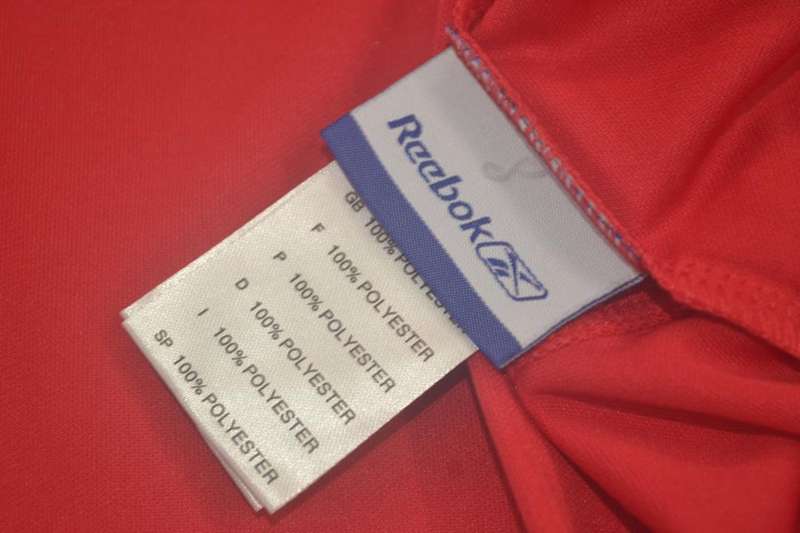 Reebok
GB 100% POLYESTER
F 100% POLYESTER
P 100% POLYESTER
D 100% POLYESTER
I 100% POLYESTER
SP 100% POLYESTER